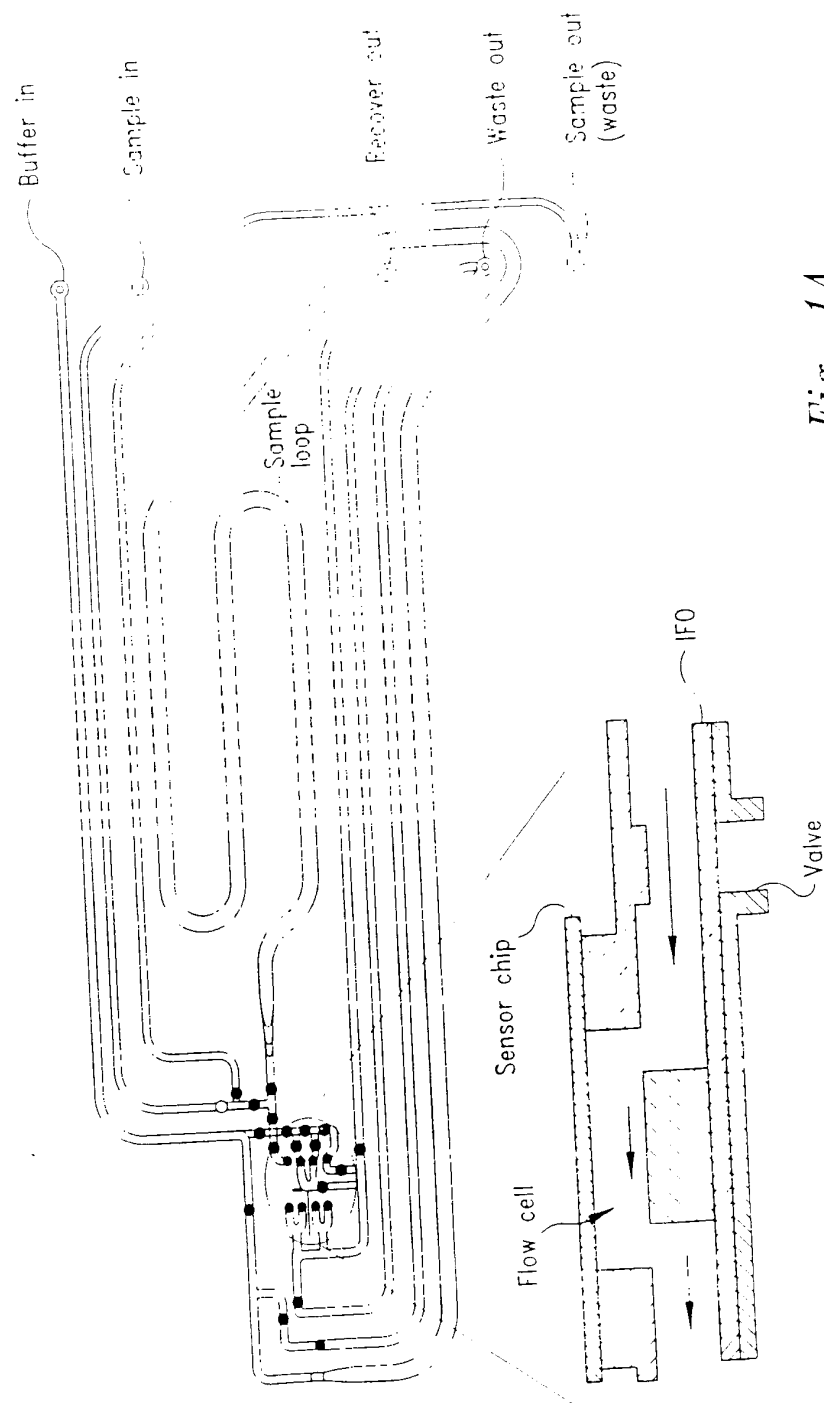 Buffer in
Sample in
Recover out
Waste out
Sample out
(waste)
Sample
loop
Sensor chip
Flow cell
IFO
Valve
Fig. 1A